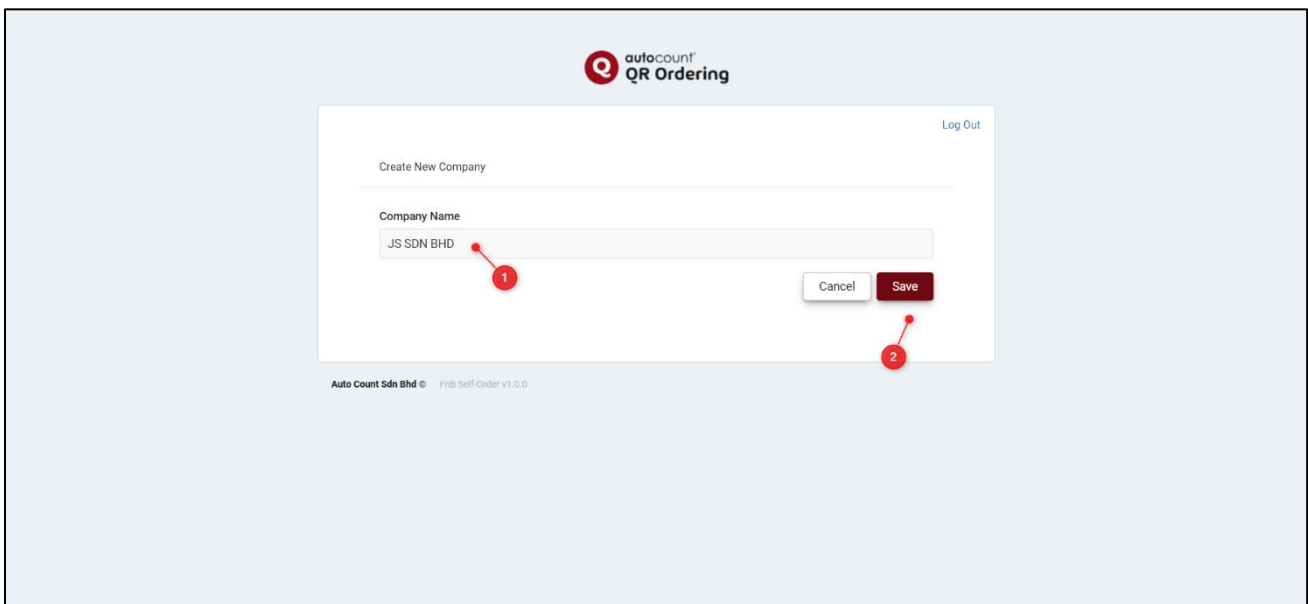 autocount
QR Ordering
Log Out
Create New Company
Company Name
JS SDN BHD
1
Cancel Save
2
Auto Count Sdn Bhd © FnB Self-Order v1.0.0